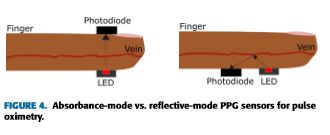 Photodiode
Finger
Vein
LED
Finger
Vein
Photodiode LED
FIGURE 4. Absorbance-mode vs. reflective-mode PPG sensors for pulse
oximetry.